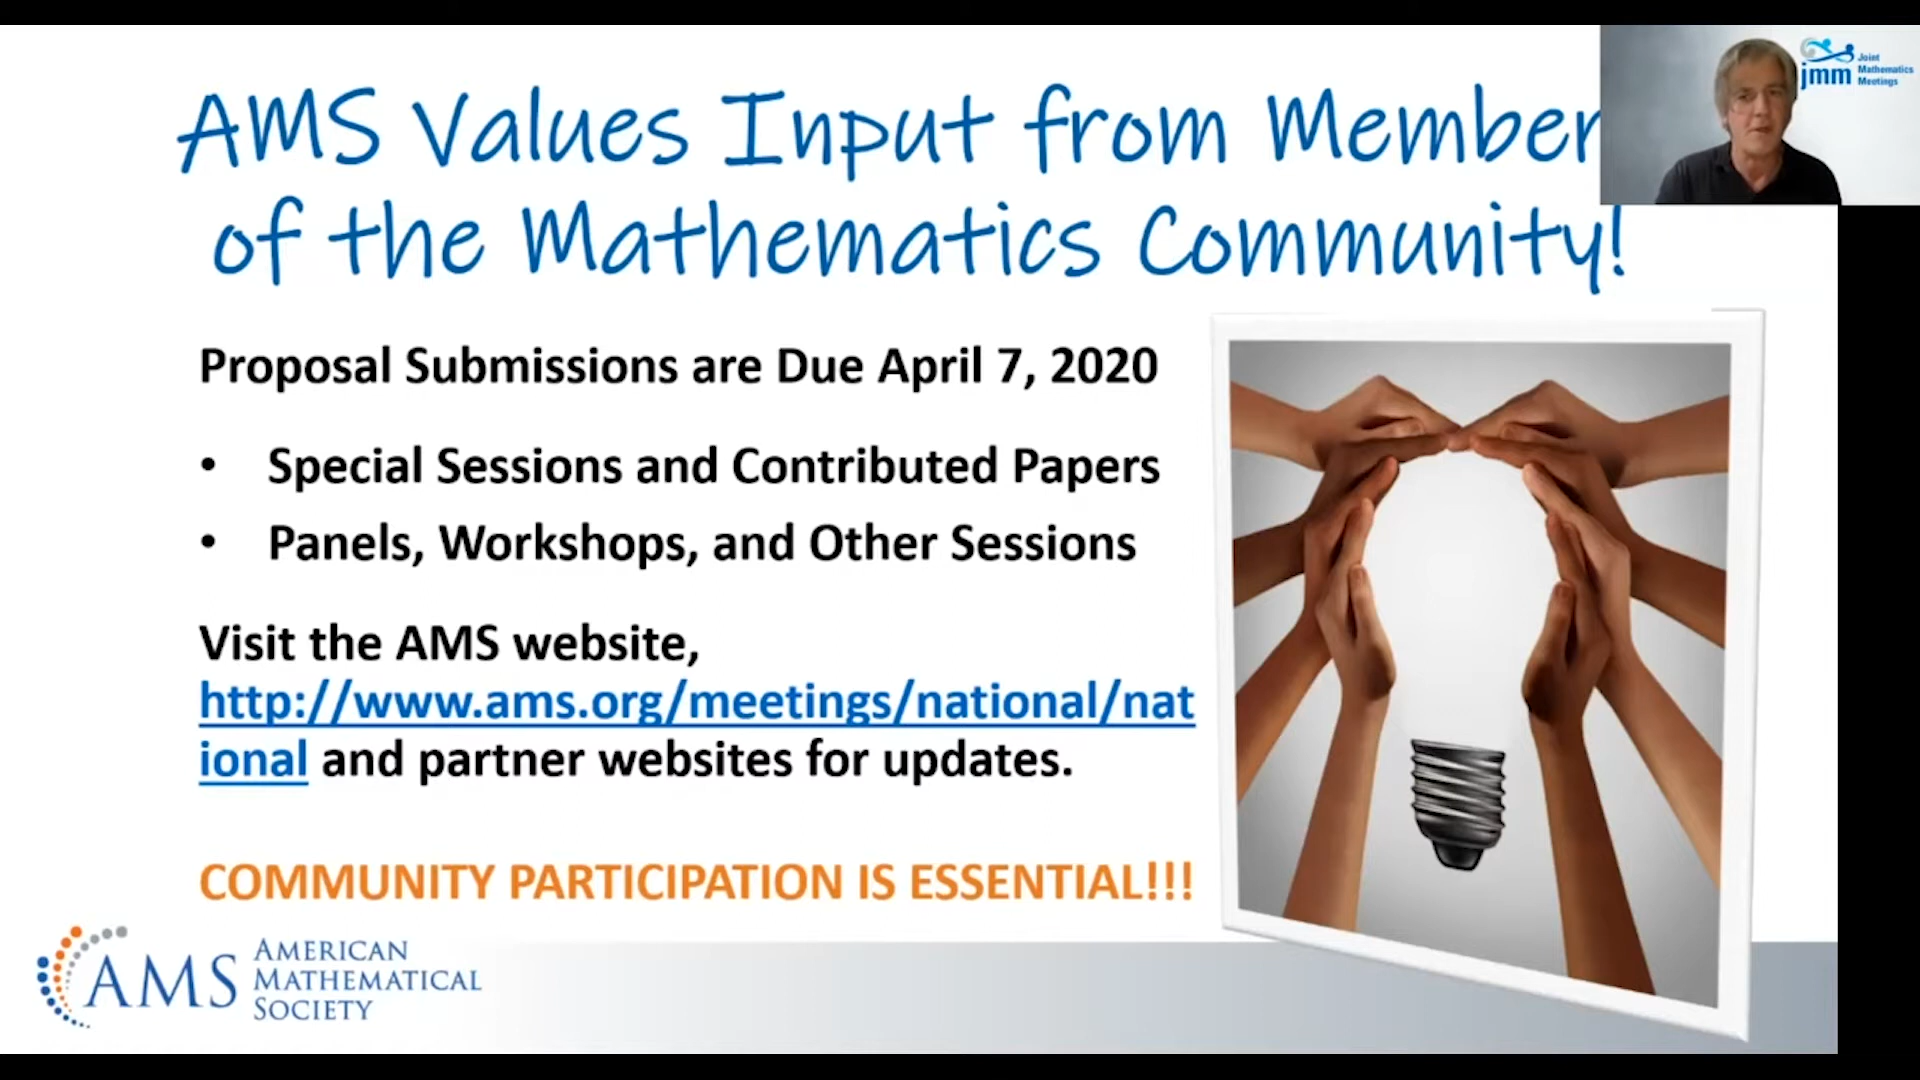 AMS Values Input from Member
of the Mathematics Community!
jmm Joint
Mathematics
Meetings
Proposal Submissions are Due April 7, 2020
• Special Sessions and Contributed Papers
• Panels, Workshops, and Other Sessions
Visit the AMS website,
http://www.ams.org/meetings/national/nat
ional and partner websites for updates.
COMMUNITY PARTICIPATION IS ESSENTIAL!!!
AMS AMERICAN
MATHEMATICAL
SOCIETY